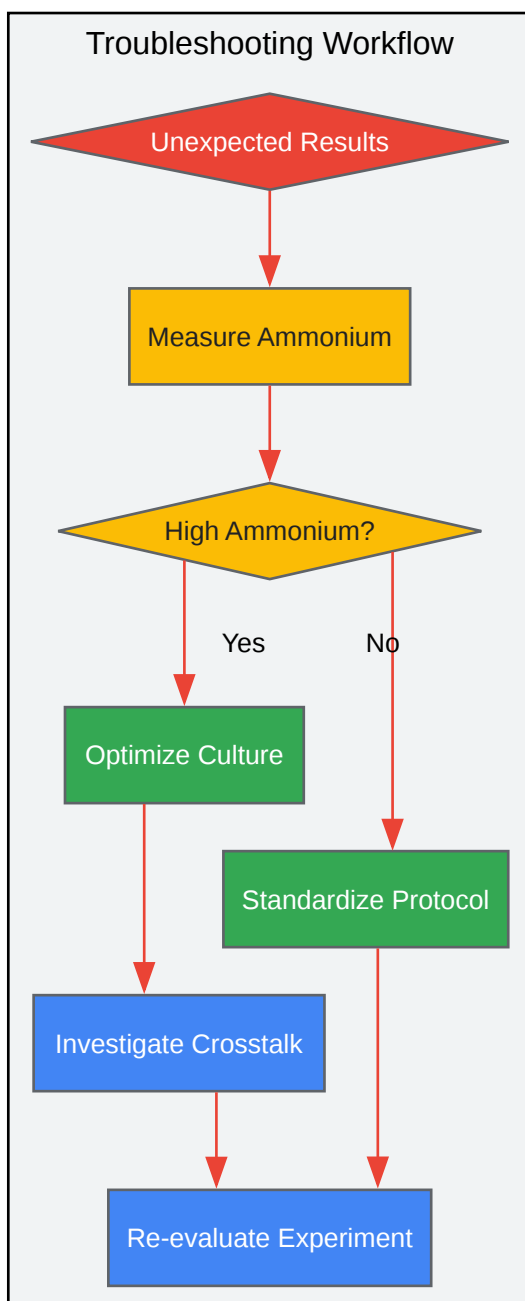 Troubleshooting Workflow
Unexpected Results
Measure Ammonium
High Ammonium?
Yes
No
Optimize Culture
Standardize Protocol
Investigate Crosstalk
Re-evaluate Experiment